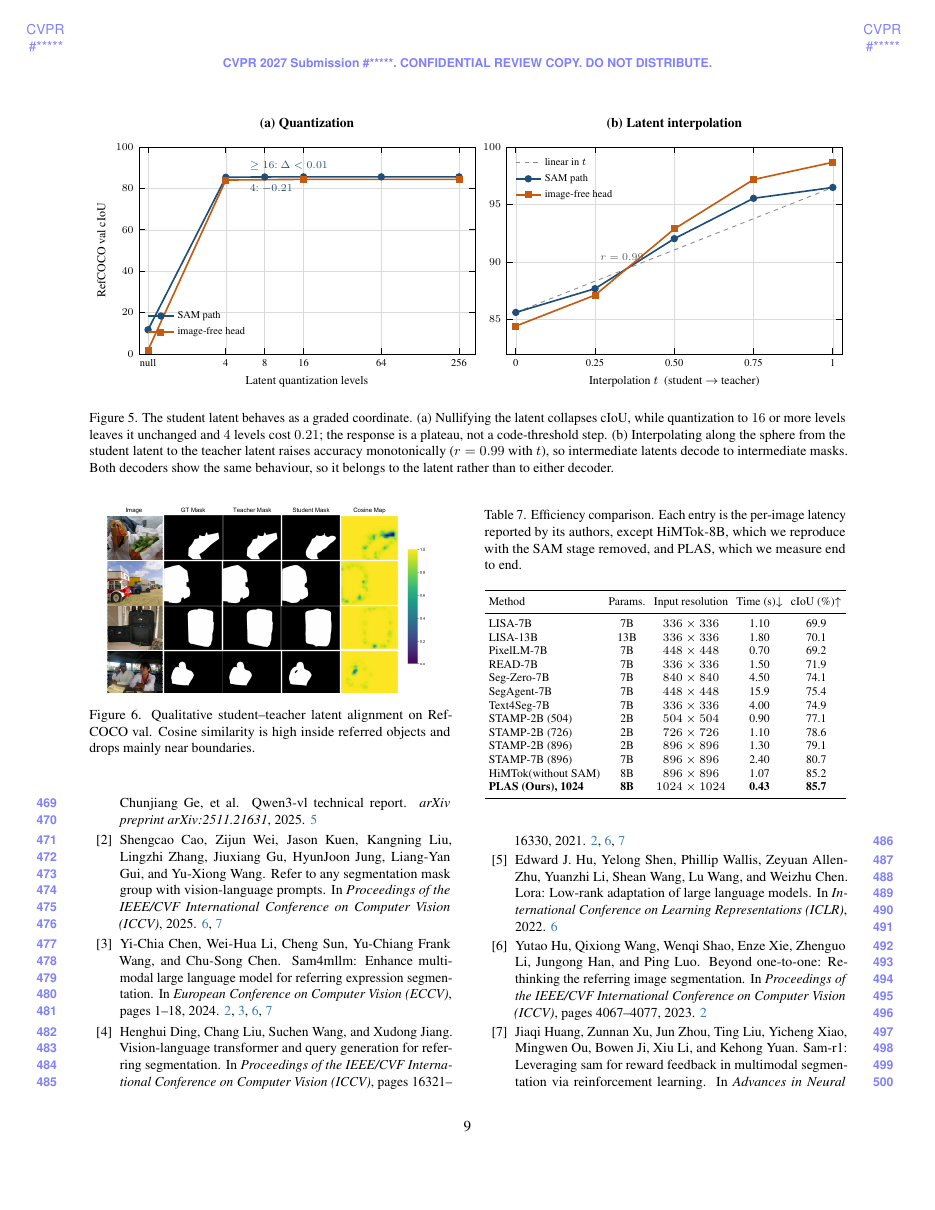 CVPR
#*****
CVPR
#*****
CVPR 2027 Submission #*****. CONFIDENTIAL REVIEW COPY. DO NOT DISTRIBUTE.
(a) Quantization
100
80
60
40
20
0
RefCOCO val cIoU
≥ 16: Δ < 0.01
4: −0.21
SAM path
image-free head
null 4 8 16 64 256
Latent quantization levels
(b) Latent interpolation
100
95
90
85
linear in t
SAM path
image-free head
r = 0.99
0 0.25 0.50 0.75 1
Interpolation t (student → teacher)
Figure 5. The student latent behaves as a graded coordinate. (a) Nullifying the latent collapses cIoU, while quantization to 16 or more levels
leaves it unchanged and 4 levels cost 0.21; the response is a plateau, not a code-threshold step. (b) Interpolating along the sphere from the
student latent to the teacher latent raises accuracy monotonically (r = 0.99 with t), so intermediate latents decode to intermediate masks.
Both decoders show the same behaviour, so it belongs to the latent rather than to either decoder.
Image GT Mask Teacher Mask Student Mask Cosine Map
1.0
0.8
0.6
0.4
0.2
0.0
Figure 6. Qualitative student–teacher latent alignment on Ref-
COCO val. Cosine similarity is high inside referred objects and
drops mainly near boundaries.
Table 7. Efficiency comparison. Each entry is the per-image latency
reported by its authors, except HiMTok-8B, which we reproduce
with the SAM stage removed, and PLAS, which we measure end
to end.
Method Params. Input resolution Time (s)↓ cIoU (%)↑
LISA-7B 7B 336 × 336 1.10 69.9
LISA-13B 13B 336 × 336 1.80 70.1
PixelLM-7B 7B 448 × 448 0.70 69.2
READ-7B 7B 336 × 336 1.50 71.9
Seg-Zero-7B 7B 840 × 840 4.50 74.1
SegAgent-7B 7B 448 × 448 15.9 75.4
Text4Seg-7B 7B 336 × 336 4.00 74.9
STAMP-2B (504) 2B 504 × 504 0.90 77.1
STAMP-2B (726) 2B 726 × 726 1.10 78.6
STAMP-2B (896) 2B 896 × 896 1.30 79.1
STAMP-7B (896) 7B 896 × 896 2.40 80.7
HiMTok(without SAM) 8B 896 × 896 1.07 85.2
PLAS (Ours), 1024 8B 1024 × 1024 0.43 85.7
469 Chunjiang Ge, et al. Qwen3-vl technical report. arXiv
470 preprint arXiv:2511.21631, 2025. 5
471 [2] Shengcao Cao, Zijun Wei, Jason Kuen, Kangning Liu,
472 Lingzhi Zhang, Jiuxiang Gu, HyunJoon Jung, Liang-Yan
473 Gui, and Yu-Xiong Wang. Refer to any segmentation mask
474 group with vision-language prompts. In Proceedings of the
475 IEEE/CVF International Conference on Computer Vision
476 (ICCV), 2025. 6, 7
477 [3] Yi-Chia Chen, Wei-Hua Li, Cheng Sun, Yu-Chiang Frank
478 Wang, and Chu-Song Chen. Sam4mllm: Enhance multi-
479 modal large language model for referring expression segmen-
480 tation. In European Conference on Computer Vision (ECCV),
481 pages 1–18, 2024. 2, 3, 6, 7
482 [4] Henghui Ding, Chang Liu, Suchen Wang, and Xudong Jiang.
483 Vision-language transformer and query generation for refer-
484 ring segmentation. In Proceedings of the IEEE/CVF Interna-
485 tional Conference on Computer Vision (ICCV), pages 16321–
16330, 2021. 2, 6, 7 486
[5] Edward J. Hu, Yelong Shen, Phillip Wallis, Zeyuan Allen- 487
Zhu, Yuanzhi Li, Shean Wang, Lu Wang, and Weizhu Chen. 488
Lora: Low-rank adaptation of large language models. In In- 489
ternational Conference on Learning Representations (ICLR), 490
2022. 6 491
[6] Yutao Hu, Qixiong Wang, Wenqi Shao, Enze Xie, Zhenguo 492
Li, Jungong Han, and Ping Luo. Beyond one-to-one: Re- 493
thinking the referring image segmentation. In Proceedings of 494
the IEEE/CVF International Conference on Computer Vision 495
(ICCV), pages 4067–4077, 2023. 2 496
[7] Jiaqi Huang, Zunnan Xu, Jun Zhou, Ting Liu, Yicheng Xiao, 497
Mingwen Ou, Bowen Ji, Xiu Li, and Kehong Yuan. Sam-r1: 498
Leveraging sam for reward feedback in multimodal segmen- 499
tation via reinforcement learning. In Advances in Neural 500
9